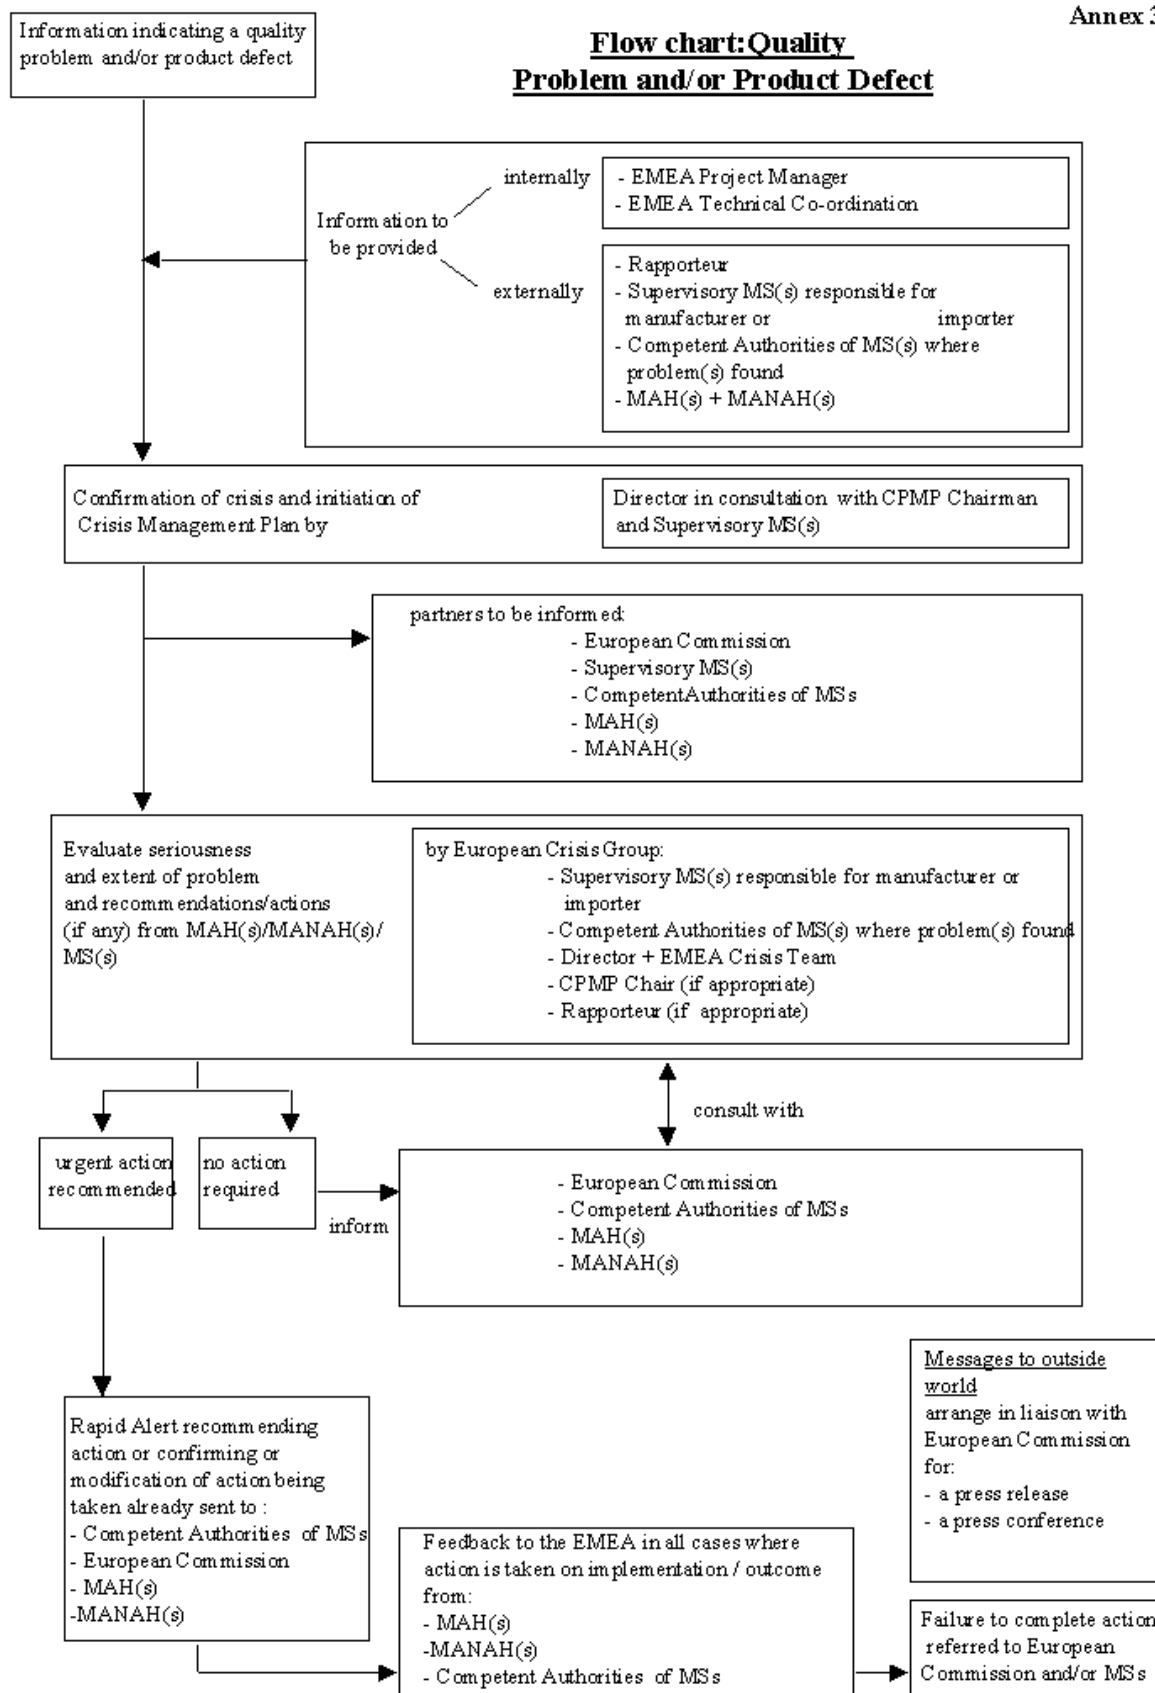 Annex 3
Information indicating a quality
problem and/or product defect
Flow chart:Quality
Problem and/or Product Defect
internally
- EMEA Project Manager
- EMEA Technical Co-ordination
Information to
be provided
externally
- Rapporteur
- Supervisory MS(s) responsible for
manufacturer or importer
- Competent Authorities of MS(s) where
problem(s) found
- MAH(s) + MANAH(s)
Confirmation of crisis and initiation of
Crisis Management Plan by
Director in consultation with CPMP Chairman
and Supervisory MS(s)
partners to be informed:
- European Commission
- Supervisory MS(s)
- CompetentAuthorities of MSs
- MAH(s)
- MANAH(s)
Evaluate seriousness
and extent of problem
and recommendations/actions
(if any) from MAH(s)/MANAH(s)/
MS(s)
by European Crisis Group:
- Supervisory MS(s) responsible for manufacturer or
importer
- Competent Authorities of MS(s) where problem(s) found
- Director + EMEA Crisis Team
- CPMP Chair (if appropriate)
- Rapporteur (if appropriate)
consult with
urgent action
recommended
no action
required
inform
- European Commission
- Competent Authorities of MSs
- MAH(s)
- MANAH(s)
Messages to outside
world
arrange in liaison with
European Commission
for:
- a press release
- a press conference
Rapid Alert recommending
action or confirming or
modification of action being
taken already sent to :
- Competent Authorities of MSs
- European Commission
- MAH(s)
-MANAH(s)
Feedback to the EMEA in all cases where
action is taken on implementation / outcome
from:
- MAH(s)
-MANAH(s)
- Competent Authorities of MSs
Failure to complete action
referred to European
Commission and/or MSs